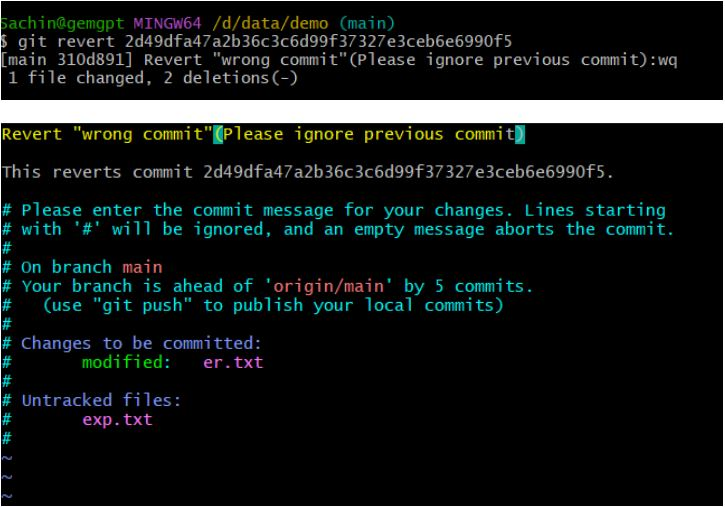 Sachin@gemgpt MINGW64 /d/data/demo (main)
$ git revert 2d49dfa47a2b36c3c6d99f37327e3ceb6e6990f5
[main 310d891] Revert "wrong commit"(Please ignore previous commit):wq
 1 file changed, 2 deletions(-)
Revert "wrong commit"(Please ignore previous commit)
This reverts commit 2d49dfa47a2b36c3c6d99f37327e3ceb6e6990f5.
# Please enter the commit message for your changes. Lines starting
# with '#' will be ignored, and an empty message aborts the commit.
#
# On branch main
# Your branch is ahead of 'origin/main' by 5 commits.
#   (use "git push" to publish your local commits)
#
# Changes to be committed:
#       modified:   er.txt
#
# Untracked files:
#       exp.txt
#
~
~
~